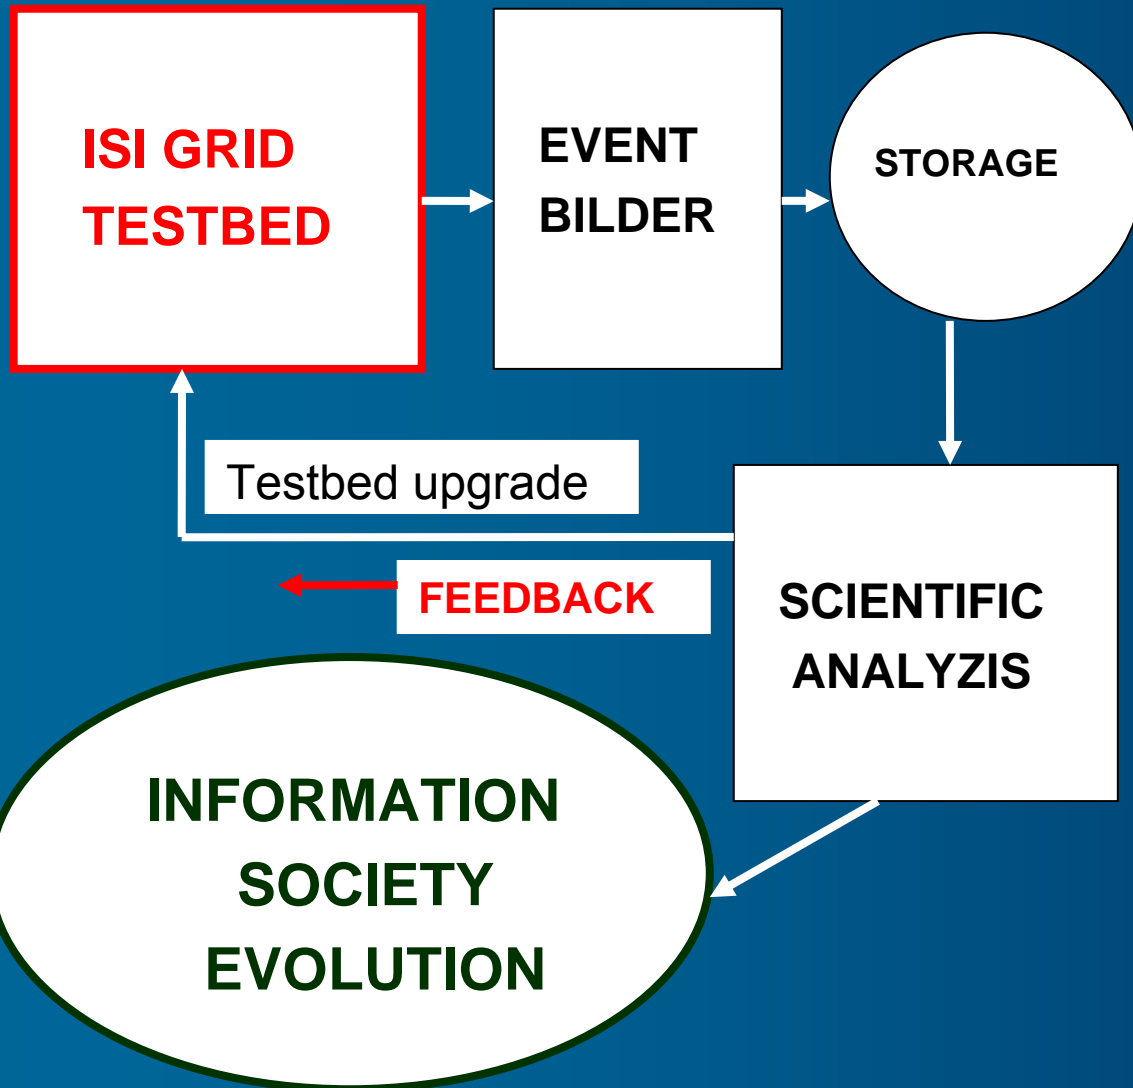 ISI GRID
TESTBED
EVENT
BILDER
STORAGE
Testbed upgrade
FEEDBACK
SCIENTIFIC
ANALYZIS
INFORMATION
SOCIETY
EVOLUTION